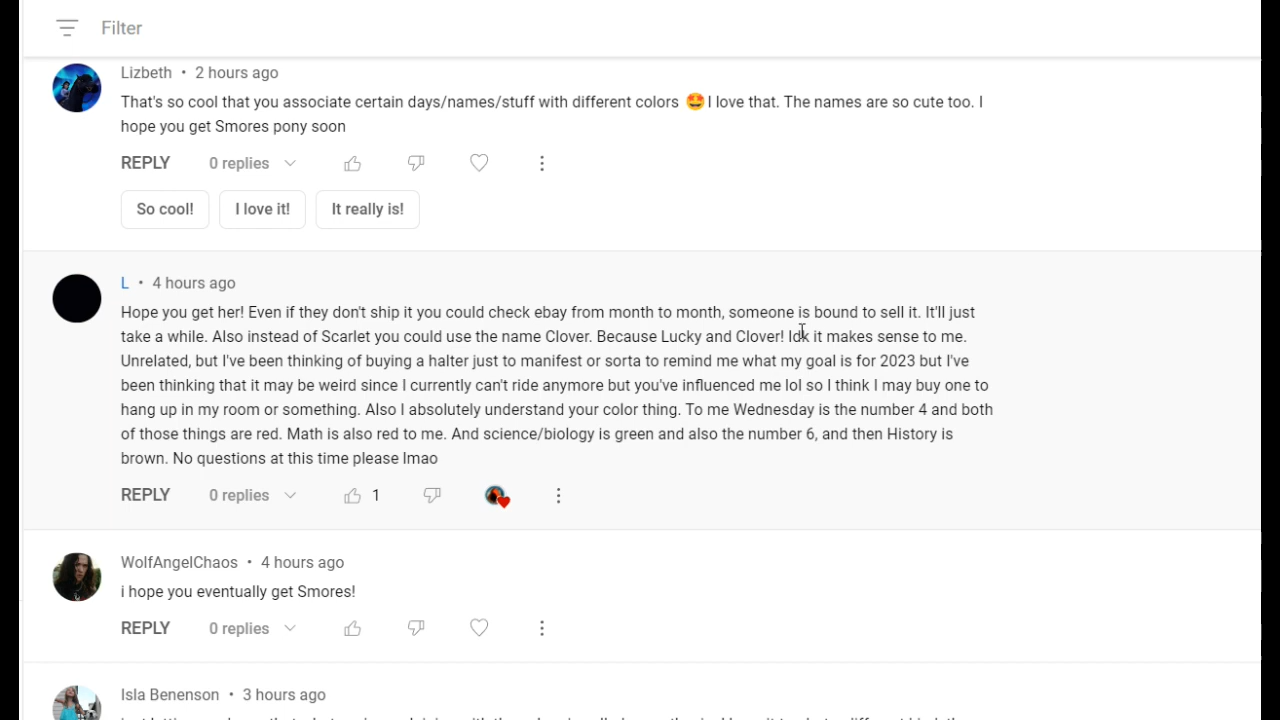 Filter
Lizbeth • 2 hours ago
That's so cool that you associate certain days/names/stuff with different colors 🤩 I love that. The names are so cute too. I
hope you get Smores pony soon
REPLY 0 replies
So cool! I love it! It really is!
L • 4 hours ago
Hope you get her! Even if they don't ship it you could check ebay from month to month, someone is bound to sell it. It'll just
take a while. Also instead of Scarlet you could use the name Clover. Because Lucky and Clover! Idk it makes sense to me.
Unrelated, but I've been thinking of buying a halter just to manifest or sorta to remind me what my goal is for 2023 but I've
been thinking that it may be weird since I currently can't ride anymore but you've influenced me lol so I think I may buy one to
hang up in my room or something. Also I absolutely understand your color thing. To me Wednesday is the number 4 and both
of those things are red. Math is also red to me. And science/biology is green and also the number 6, and then History is
brown. No questions at this time please lmao
REPLY 0 replies 1
WolfAngelChaos • 4 hours ago
i hope you eventually get Smores!
REPLY 0 replies
Isla Benenson • 3 hours ago